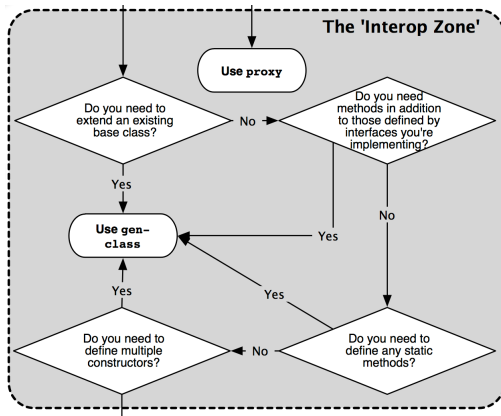 The 'Interop Zone'
Use proxy
Do you need to
extend an existing
base class?
No
Do you need
methods in addition
to those defined by
interfaces you're
implementing?
Yes
No
Use gen-
class
Yes
Yes
Yes
Do you need to
define multiple
constructors?
No
Do you need to
define any static
methods?